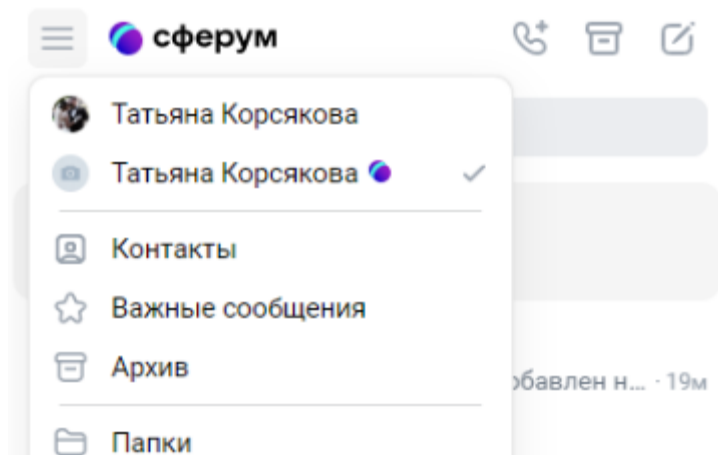 сферум
Татьяна Корсякова
Татьяна Корсякова
Контакты
Важные сообщения
Архив
н... · 19м
Папки